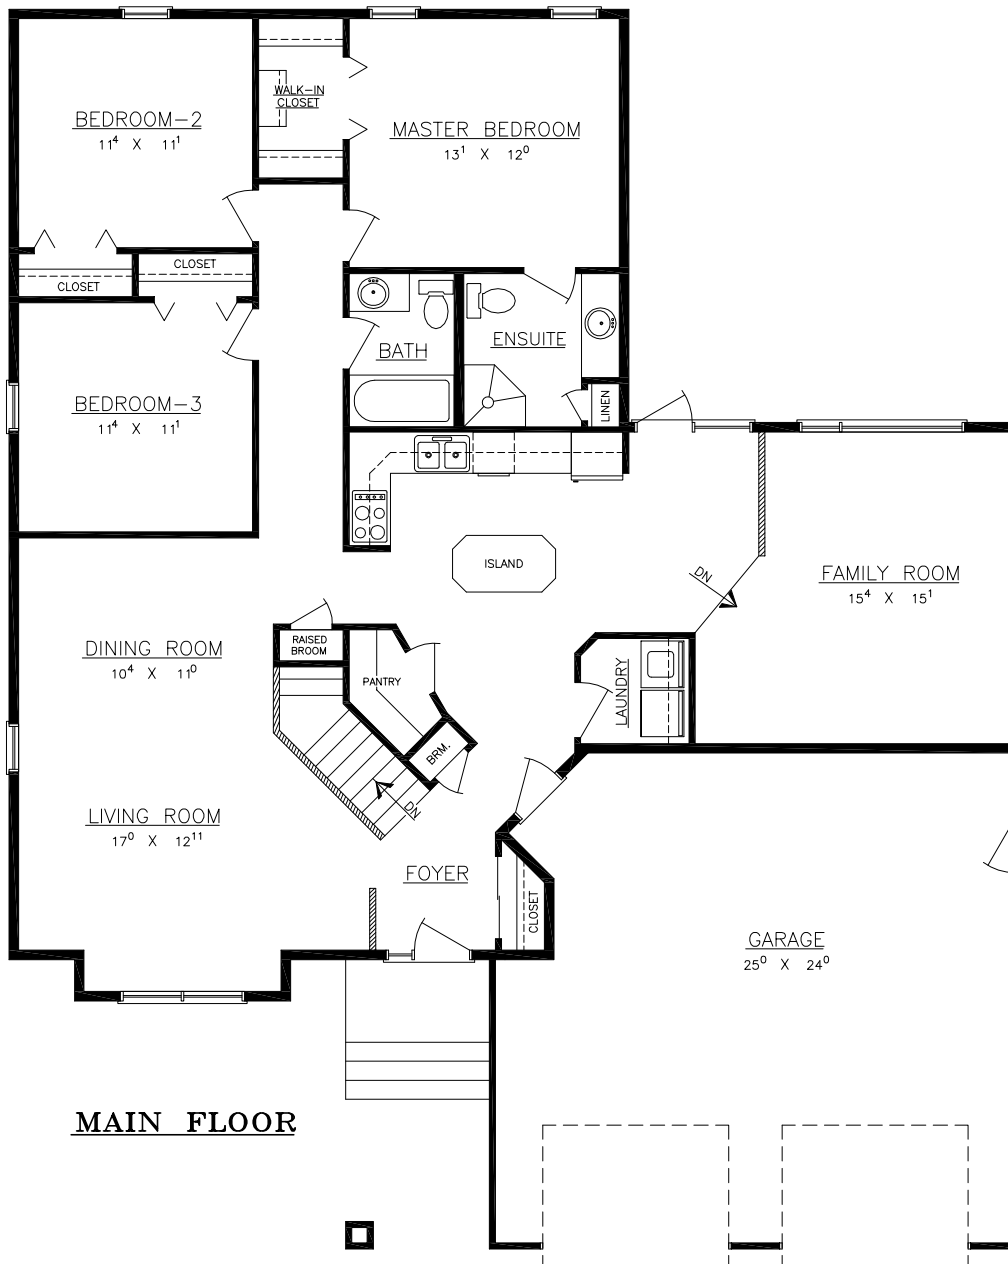 WALK-IN
CLOSET
BEDROOM-2
11⁴ X 11¹
MASTER BEDROOM
13¹ X 12⁰
CLOSET
CLOSET
BATH
ENSUITE
LINEN
BEDROOM-3
11⁴ X 11¹
ISLAND
DN
FAMILY ROOM
15⁴ X 15¹
RAISED
BROOM
DINING ROOM
10⁴ X 11⁰
PANTRY
LAUNDRY
BRM.
DN
LIVING ROOM
17⁰ X 12¹¹
FOYER
CLOSET
GARAGE
25⁰ X 24⁰
MAIN FLOOR